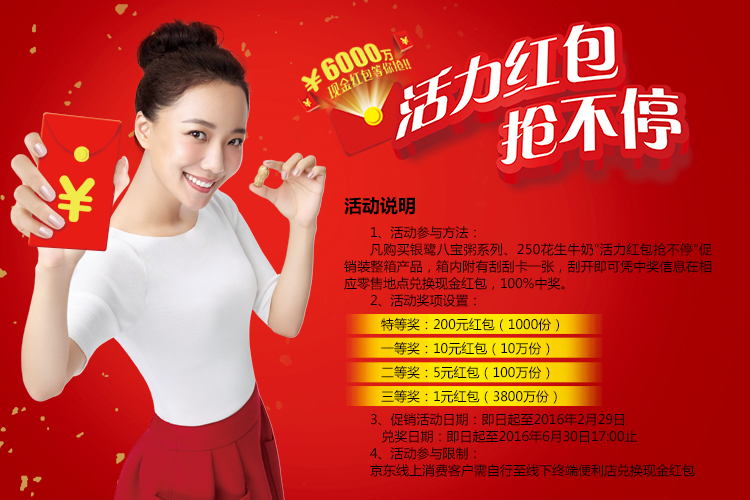 ¥6000万
现金红包等你抢!!
活力红包
抢不停
¥
活动说明
1、活动参与方法：
凡购买银鹭八宝粥系列、250花生牛奶“活力红包抢不停”促
销装整箱产品，箱内附有刮刮卡一张，刮开即可凭中奖信息在相
应零售地点兑换现金红包，100%中奖。
2、活动奖项设置：
特等奖：200元红包（1000份）
一等奖：10元红包（10万份）
二等奖：5元红包（100万份）
三等奖：1元红包（3800万份）
3、促销活动日期：即日起至2016年2月29日
兑奖日期：即日起至2016年6月30日17:00止
4、活动参与限制：
京东线上消费客户需自行至线下终端便利店兑换现金红包